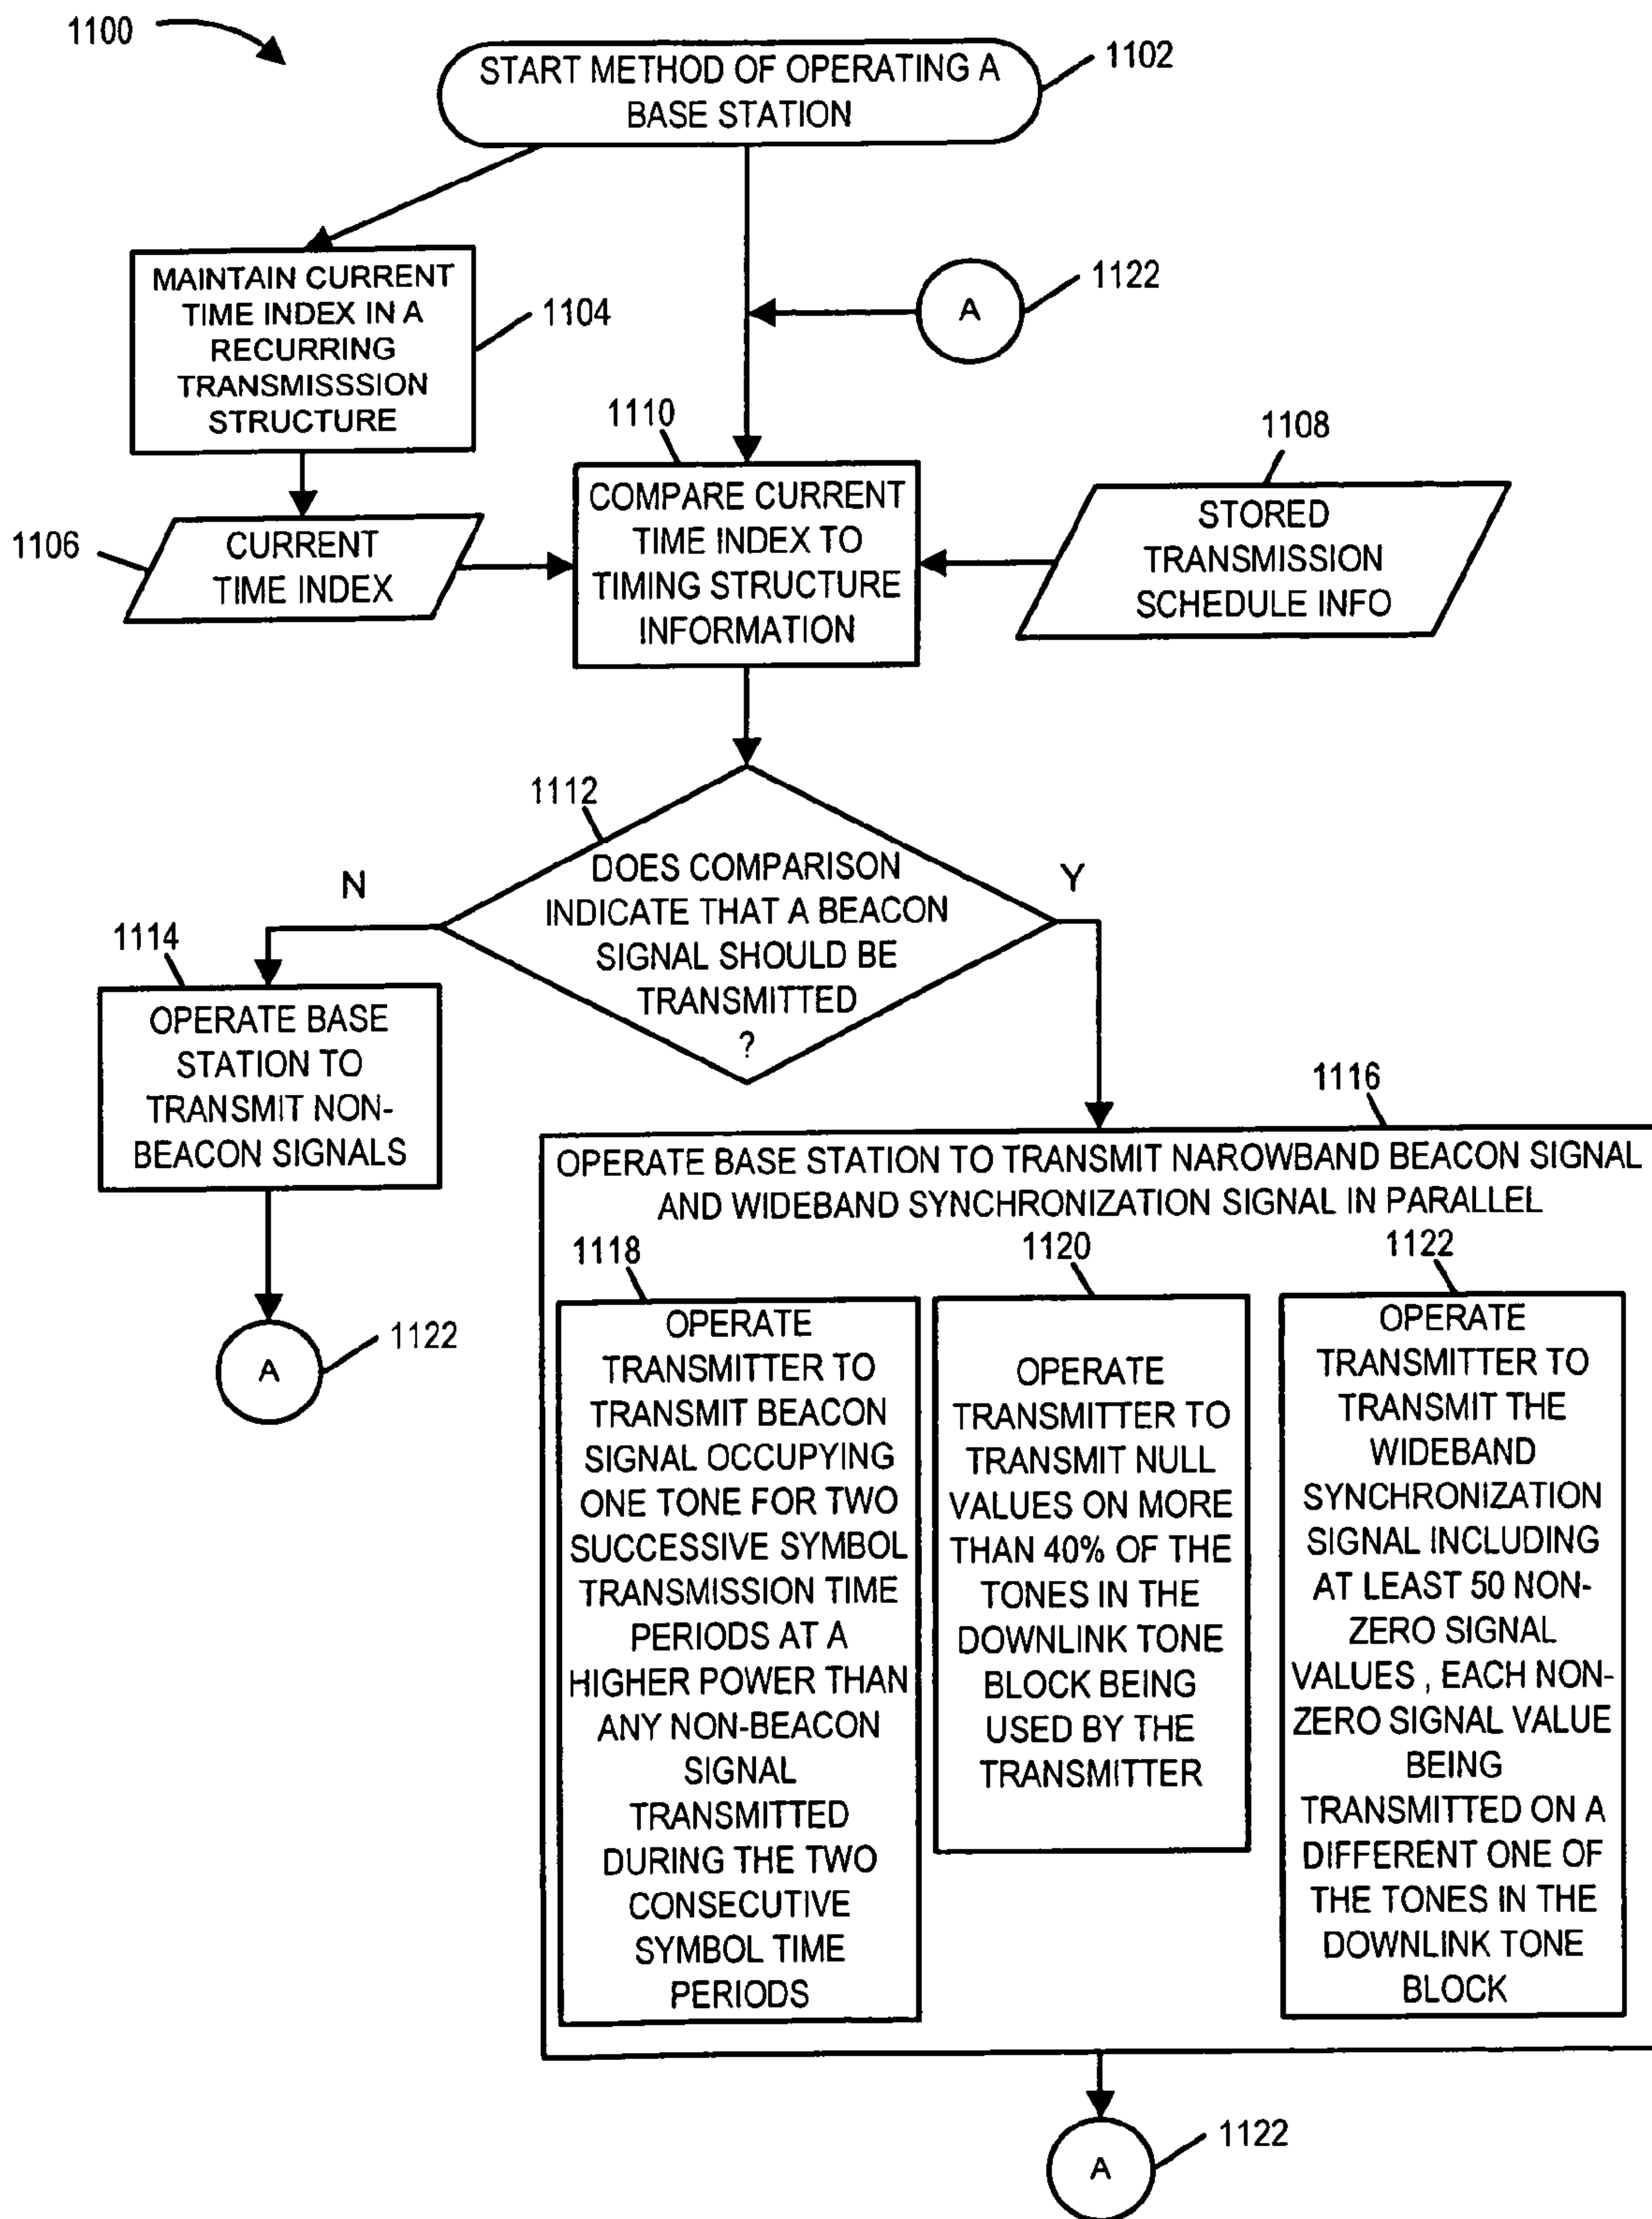 1100
START METHOD OF OPERATING A
BASE STATION
1102
MAINTAIN CURRENT
TIME INDEX IN A
RECURRING
TRANSMISSSION
STRUCTURE
1104
A
1122
1106
CURRENT
TIME INDEX
1110
COMPARE CURRENT
TIME INDEX TO
TIMING STRUCTURE
INFORMATION
1108
STORED
TRANSMISSION
SCHEDULE INFO
1112
DOES COMPARISON
INDICATE THAT A BEACON
SIGNAL SHOULD BE
TRANSMITTED
?
N
Y
1114
OPERATE BASE
STATION TO
TRANSMIT NON-
BEACON SIGNALS
A
1122
1116
OPERATE BASE STATION TO TRANSMIT NAROWBAND BEACON SIGNAL
AND WIDEBAND SYNCHRONIZATION SIGNAL IN PARALLEL
1118
OPERATE
TRANSMITTER TO
TRANSMIT BEACON
SIGNAL OCCUPYING
ONE TONE FOR TWO
SUCCESSIVE SYMBOL
TRANSMISSION TIME
PERIODS AT A
HIGHER POWER THAN
ANY NON-BEACON
SIGNAL
TRANSMITTED
DURING THE TWO
CONSECUTIVE
SYMBOL TIME
PERIODS
1120
OPERATE
TRANSMITTER TO
TRANSMIT NULL
VALUES ON MORE
THAN 40% OF THE
TONES IN THE
DOWNLINK TONE
BLOCK BEING
USED BY THE
TRANSMITTER
1122
OPERATE
TRANSMITTER TO
TRANSMIT THE
WIDEBAND
SYNCHRONIZATION
SIGNAL INCLUDING
AT LEAST 50 NON-
ZERO SIGNAL
VALUES , EACH NON-
ZERO SIGNAL VALUE
BEING
TRANSMITTED ON A
DIFFERENT ONE OF
THE TONES IN THE
DOWNLINK TONE
BLOCK
A
1122